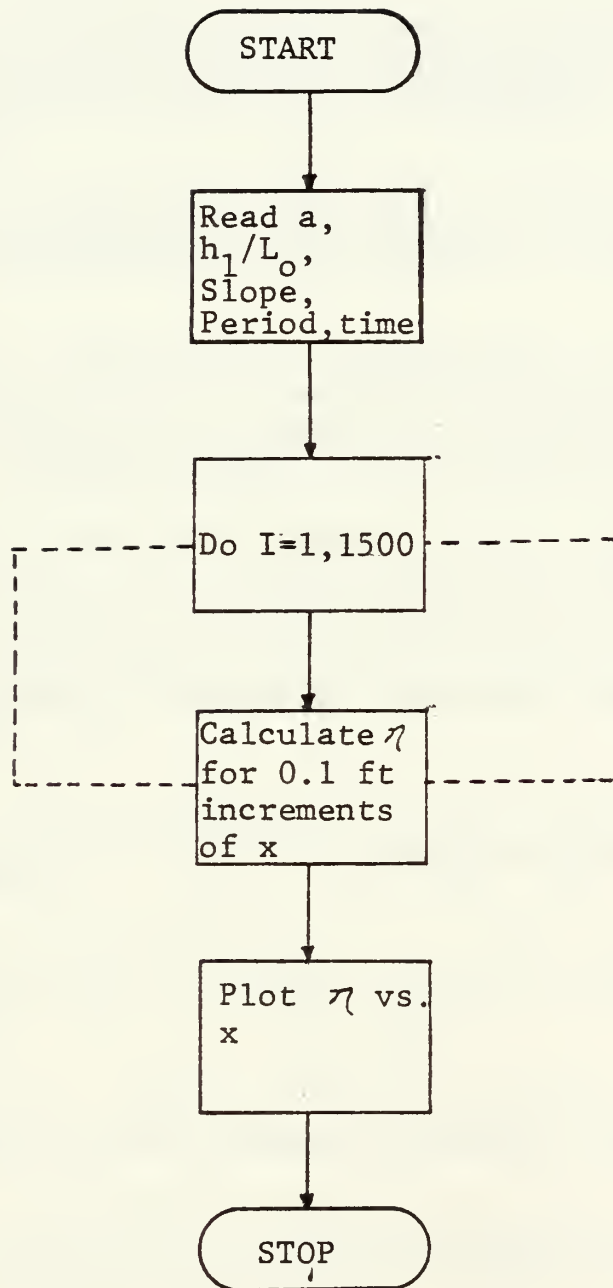 START
Read a,
h₁/Lₒ,
Slope,
Period,time
Do I=1,1500
Calculate η
for 0.1 ft
increments
of x
Plot η vs.
x
STOP